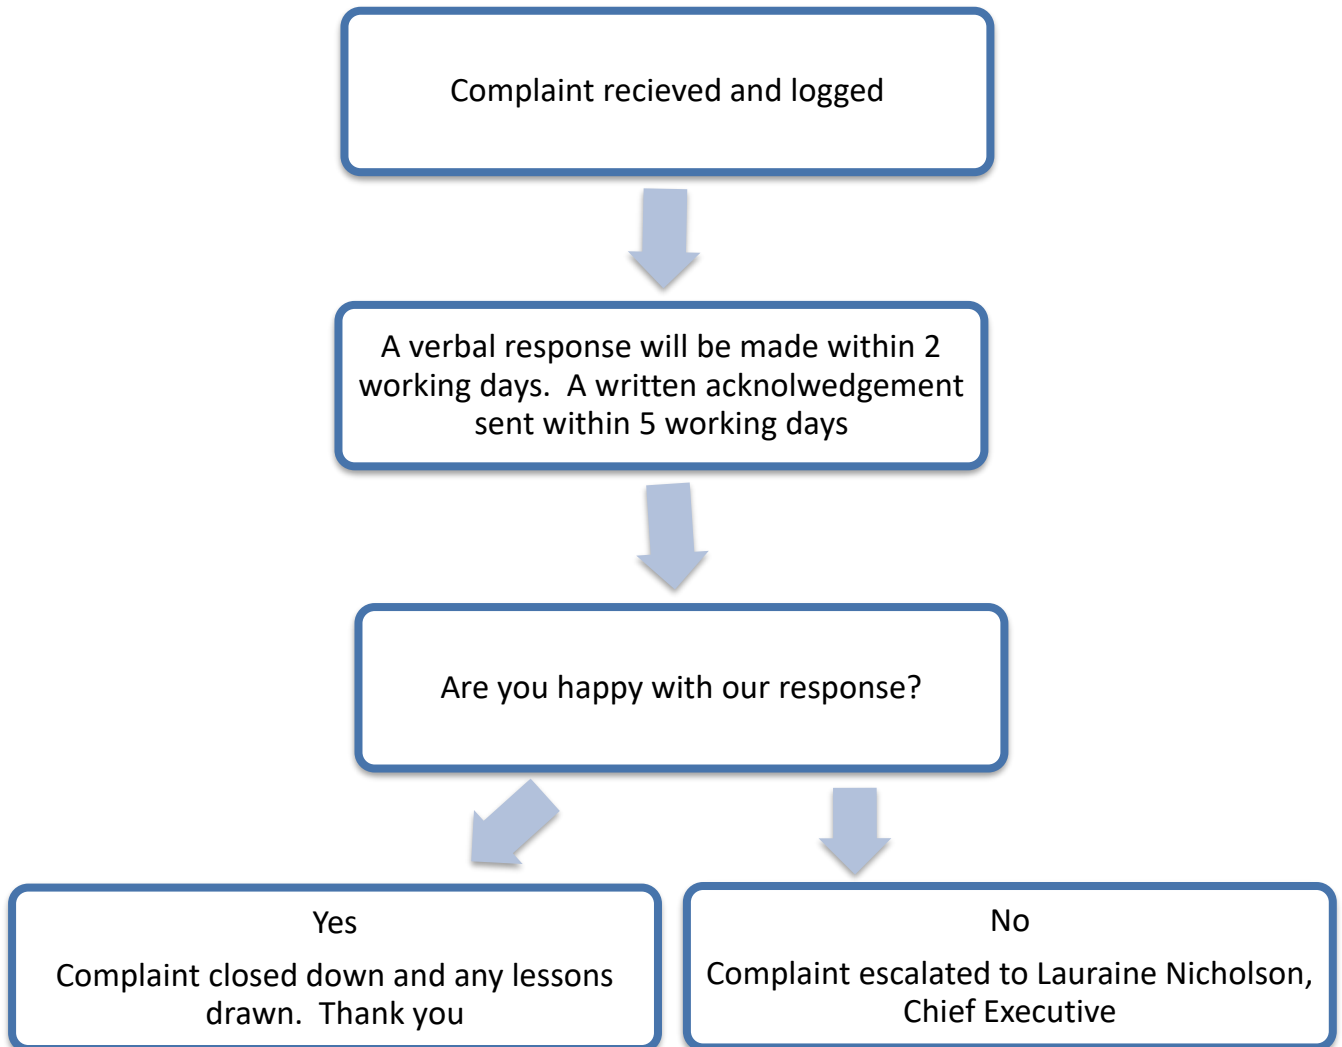 Complaint recieved and logged
A verbal response will be made within 2
working days.  A written acknolwedgement
sent within 5 working days
Are you happy with our response?
Yes
Complaint closed down and any lessons
drawn.  Thank you
No
Complaint escalated to Lauraine Nicholson,
Chief Executive